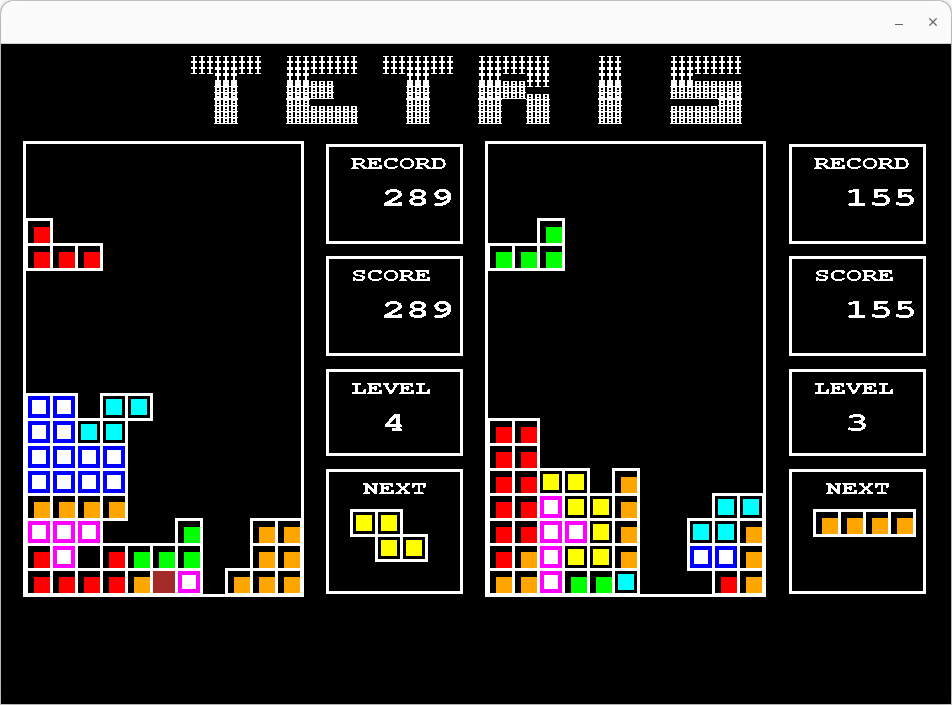 TETRIS
RECORD
289
SCORE
289
LEVEL
4
NEXT
RECORD
155
SCORE
155
LEVEL
3
NEXT